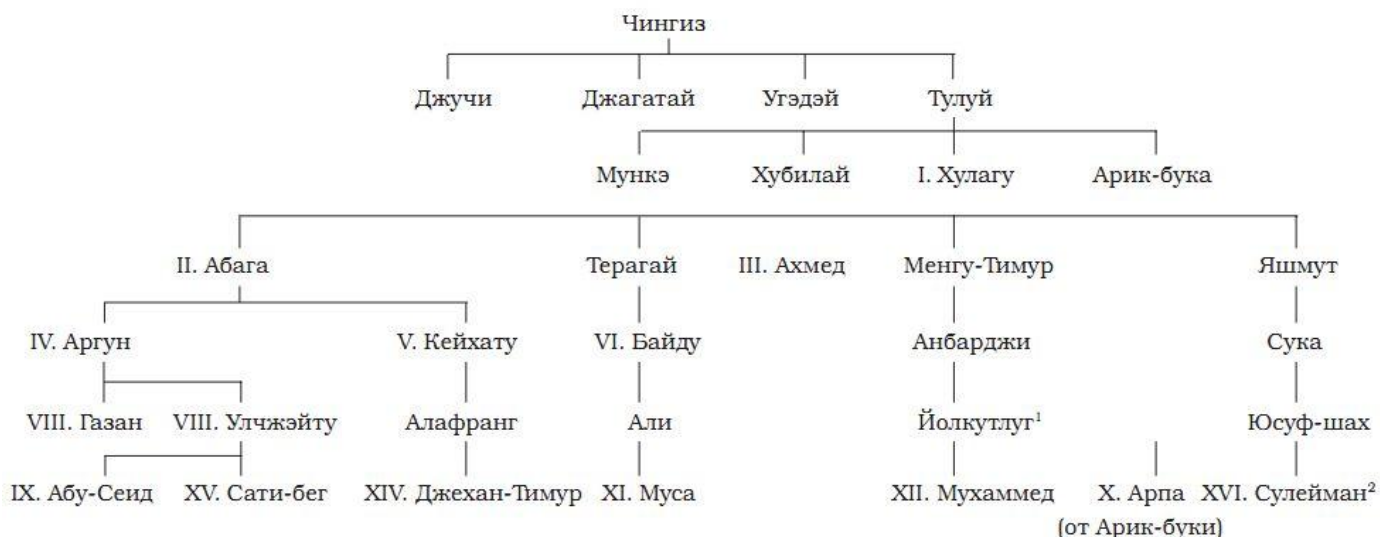 Чингиз
Джучи Джагатай Угэдэй Тулуй
Мункэ Хубилай I. Хулагу Арик-бука
II. Абага Терагай III. Ахмед Менгу-Тимур Яшмут
IV. Аргун V. Кейхату VI. Байду Анбарджи Сука
VIII. Газан VIII. Улчжэйту Алафранг Али Йолкутлуг¹ Юсуф-шах
IX. Абу-Сеид XV. Сати-бег XIV. Джехан-Тимур XI. Муса XII. Мухаммед X. Арпа XVI. Сулейман²
(от Арик-буки)